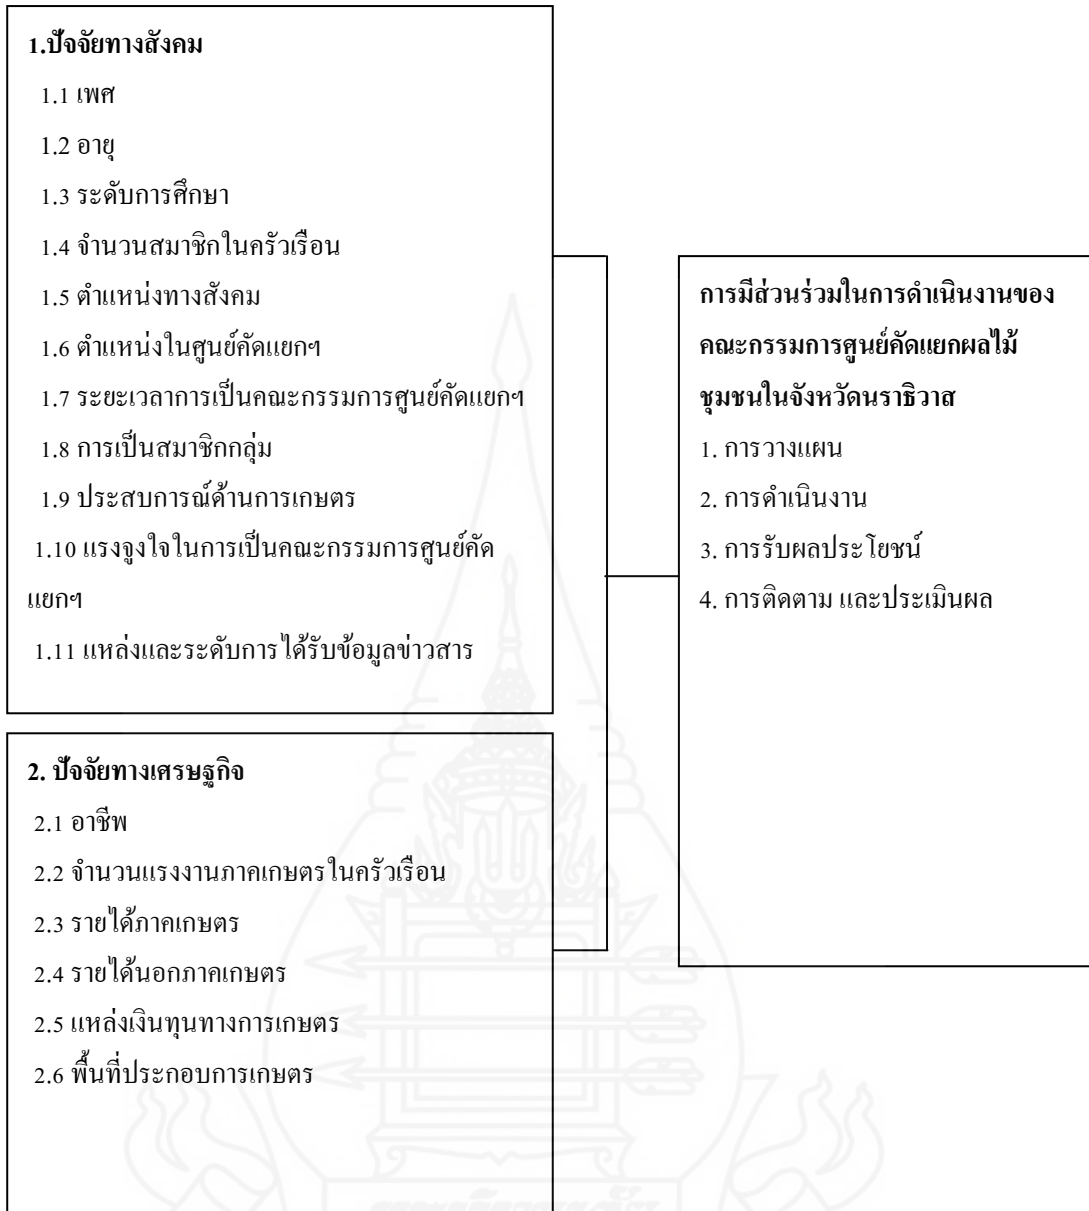 1.ปัจจัยทางสังคม
1.1 เพศ
1.2 อายุ
1.3 ระดับการศึกษา
1.4 จำนวนสมาชิกในครัวเรือน
1.5 ตำแหน่งทางสังคม
1.6 ตำแหน่งในศูนย์คัดแยกฯ
1.7 ระยะเวลาการเป็นคณะกรรมการศูนย์คัดแยกฯ
1.8 การเป็นสมาชิกกลุ่ม
1.9 ประสบการณ์ด้านการเกษตร
1.10 แรงจูงใจในการเป็นคณะกรรมการศูนย์คัด
แยกฯ
1.11 แหล่งและระดับการได้รับข้อมูลข่าวสาร
2. ปัจจัยทางเศรษฐกิจ
2.1 อาชีพ
2.2 จำนวนแรงงานภาคเกษตรในครัวเรือน
2.3 รายได้ภาคเกษตร
2.4 รายได้นอกภาคเกษตร
2.5 แหล่งเงินทุนทางการเกษตร
2.6 พื้นที่ประกอบการเกษตร
การมีส่วนร่วมในการดำเนินงานของ
คณะกรรมการศูนย์คัดแยกผลไม้
ชุมชนในจังหวัดนราธิวาส
1. การวางแผน
2. การดำเนินงาน
3. การรับผลประโยชน์
4. การติดตาม และประเมินผล